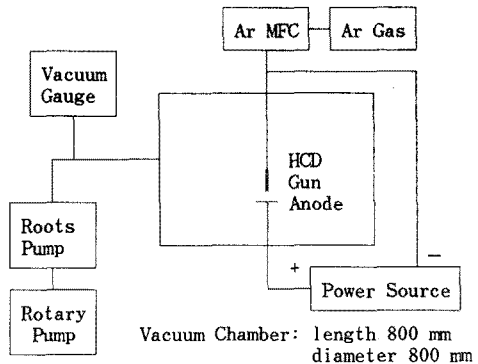 Ar MFC
Ar Gas
Vacuum
Gauge
HCD
Gun
Anode
Roots
Pump
Rotary
Pump
+
−
Power Source
Vacuum Chamber: length 800 mm
diameter 800 mm